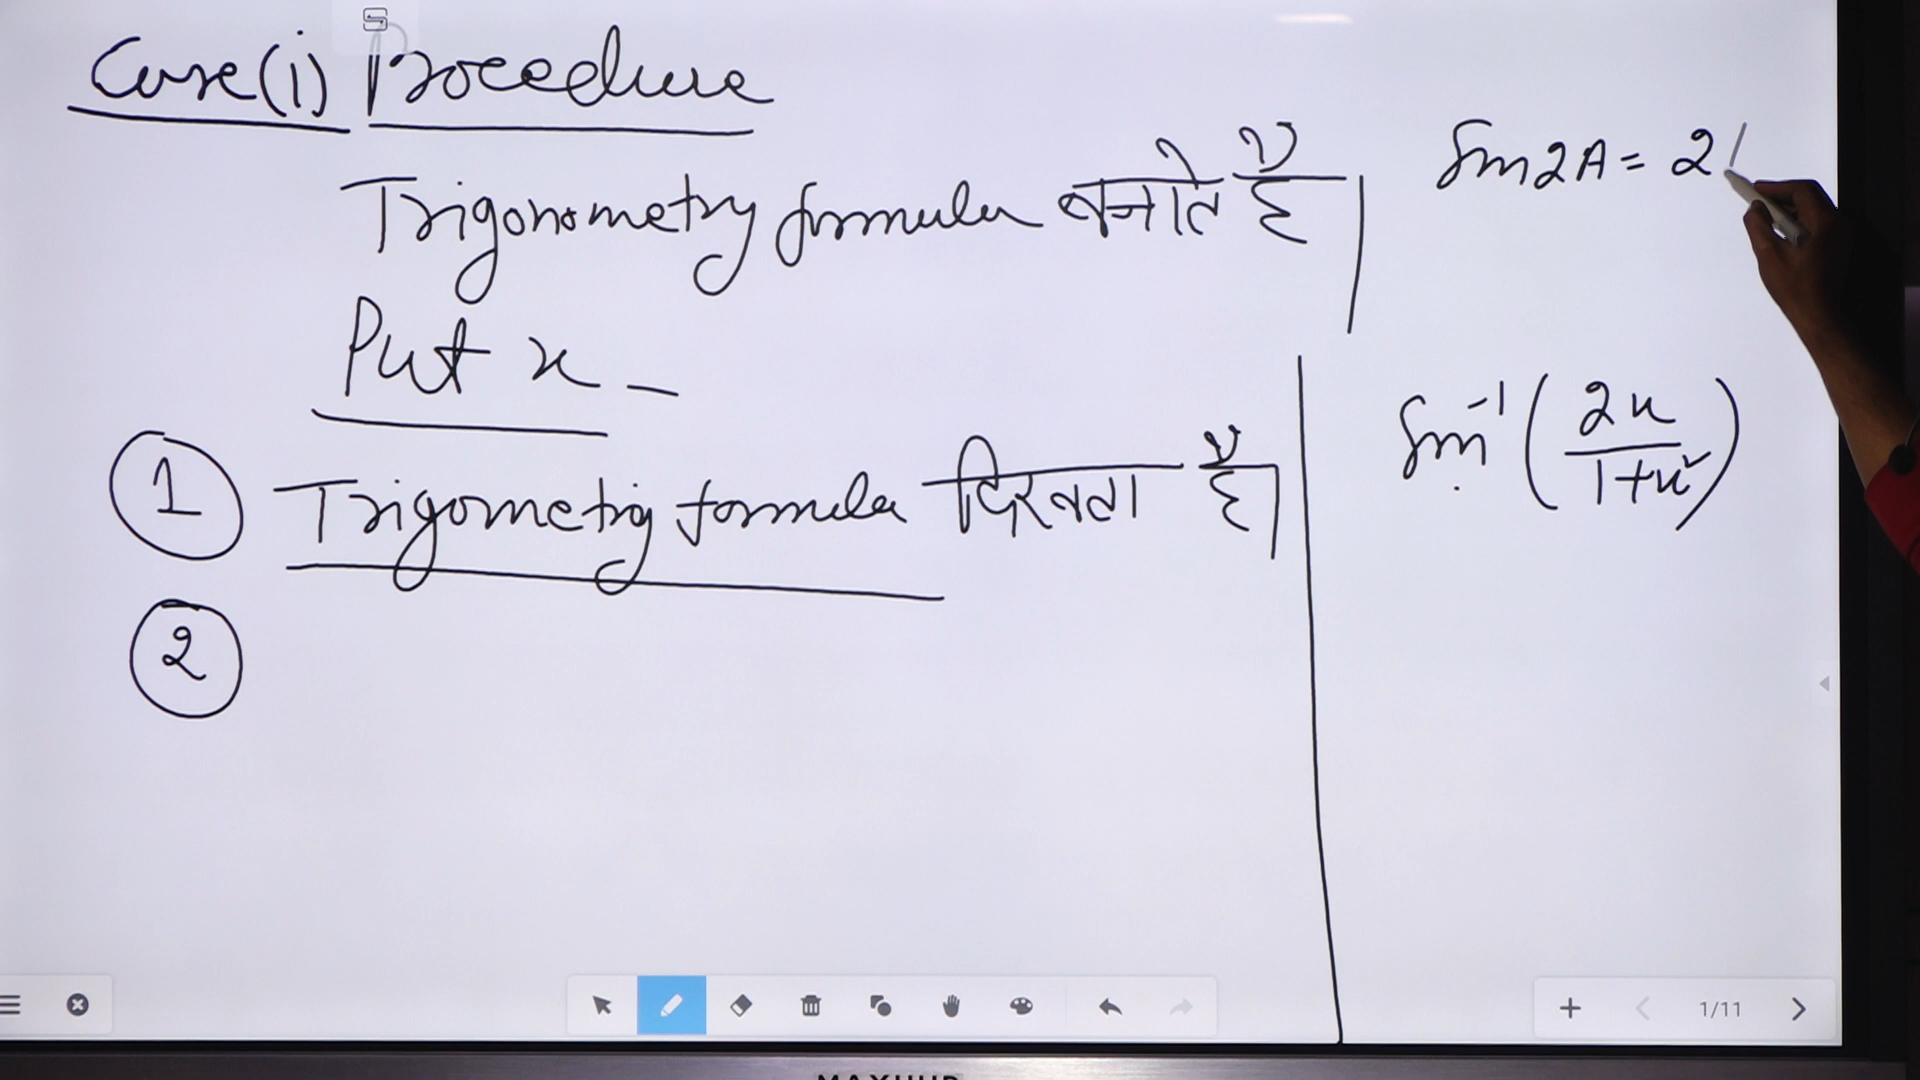 Case(i) Procedure
Trigonometry formula बनाते है।
Put x -
1 Trigometriy formula दिखता है।
2
Sin2A = 2
Sin⁻¹(2x/1+x²)
1/11